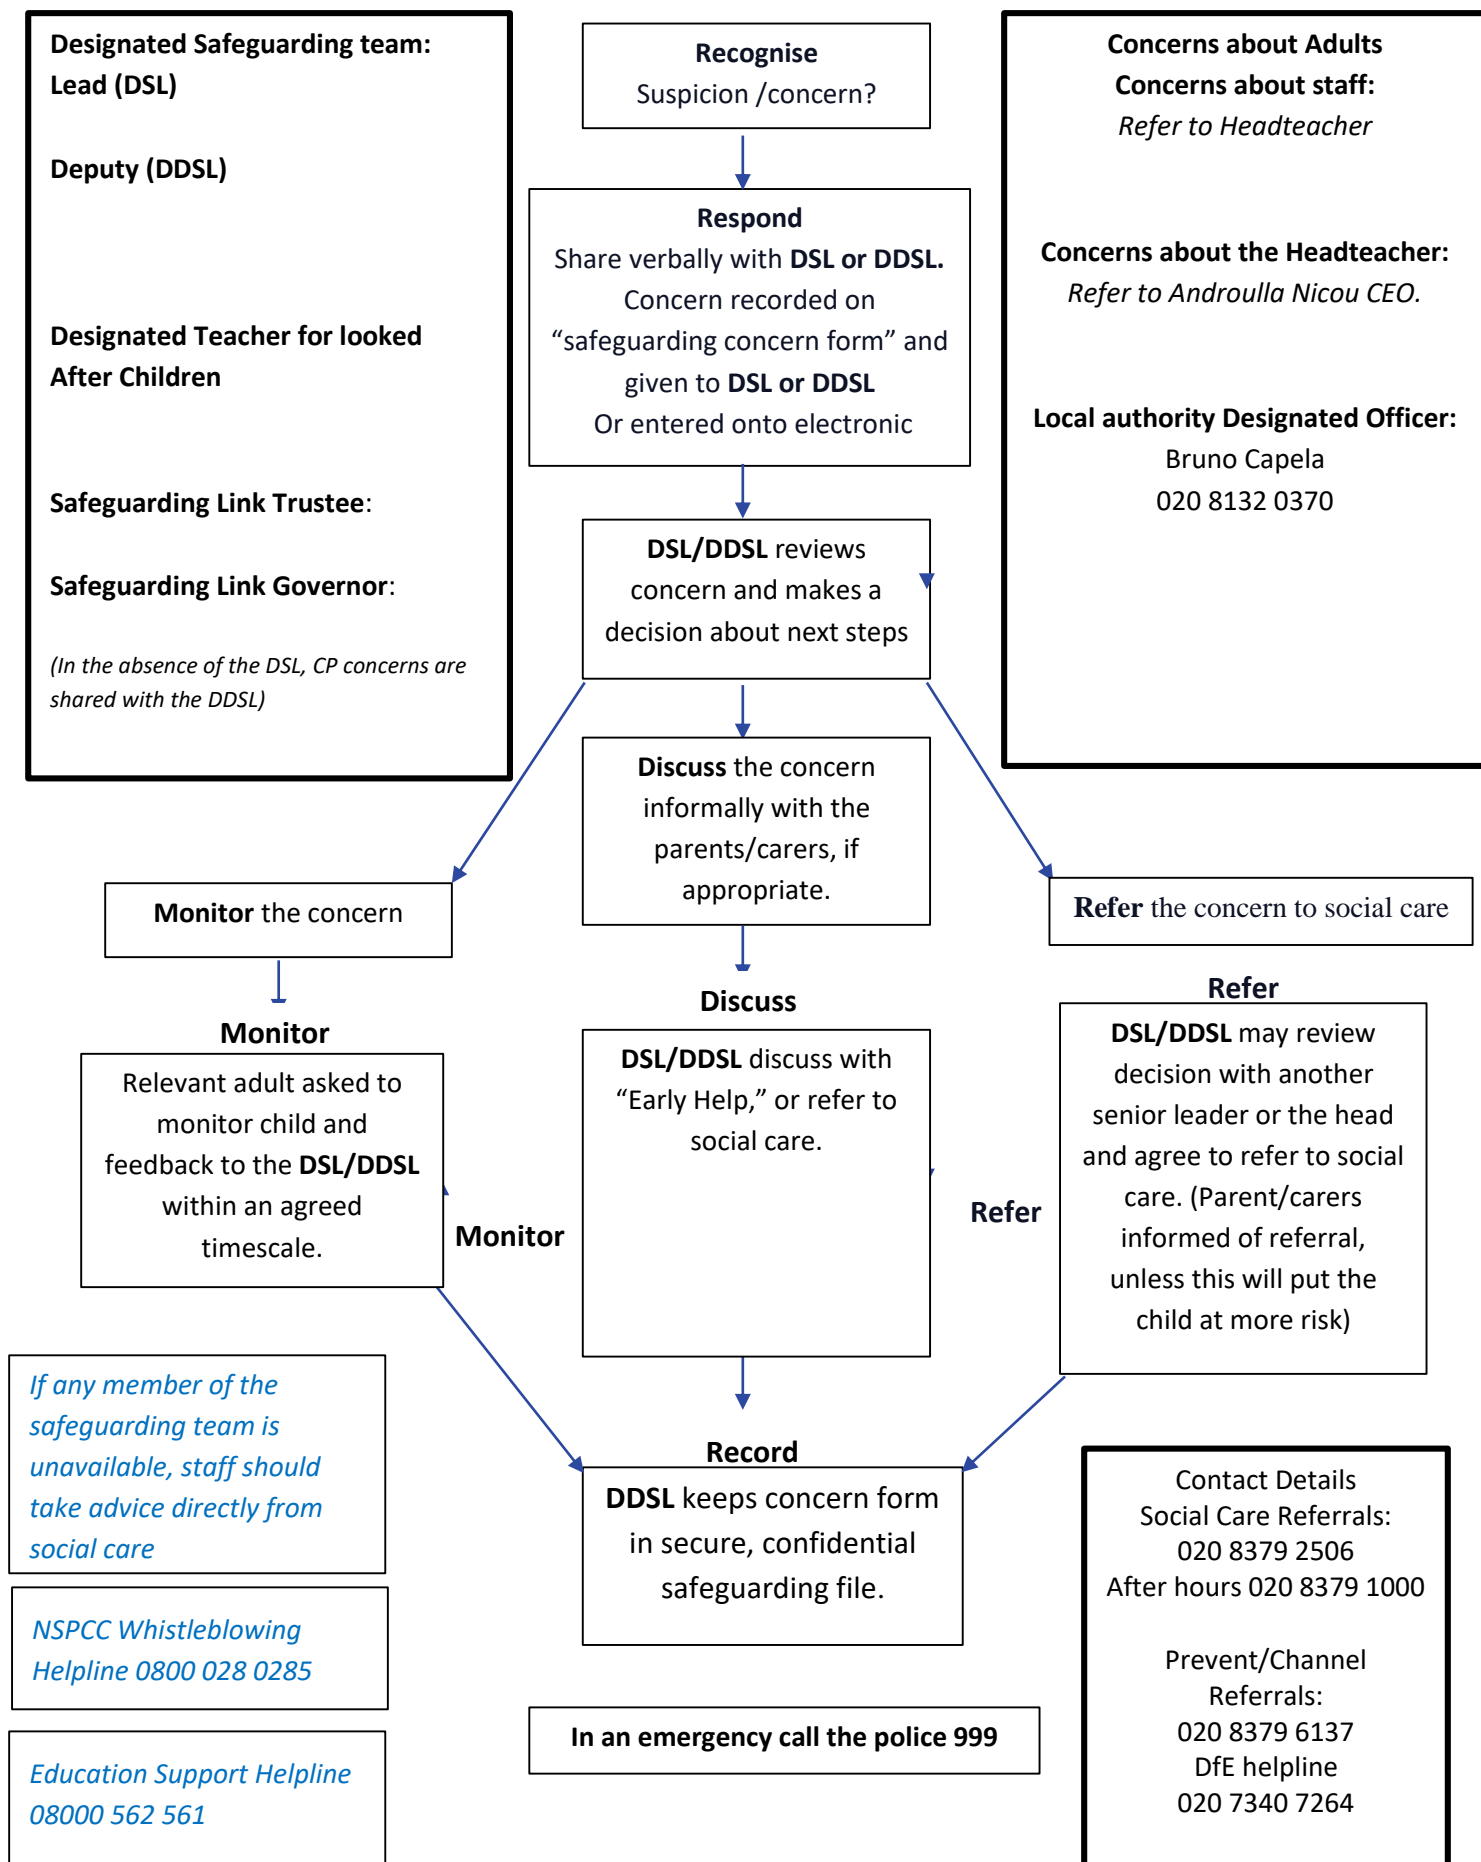 Designated Safeguarding team:
Lead (DSL)
Deputy (DDSL)
Designated Teacher for looked
After Children
Safeguarding Link Trustee:
Safeguarding Link Governor:
(In the absence of the DSL, CP concerns are
shared with the DDSL)
Recognise
Suspicion /concern?
Respond
Share verbally with DSL or DDSL.
Concern recorded on
“safeguarding concern form” and
given to DSL or DDSL
Or entered onto electronic
Concerns about Adults
Concerns about staff:
Refer to Headteacher
Concerns about the Headteacher:
Refer to Androulla Nicou CEO.
Local authority Designated Officer:
Bruno Capela
020 8132 0370
DSL/DDSL reviews
concern and makes a
decision about next steps
Monitor the concern
Discuss the concern
informally with the
parents/carers, if
appropriate.
Refer the concern to social care
Monitor
Relevant adult asked to
monitor child and
feedback to the DSL/DDSL
within an agreed
timescale.
Monitor
Discuss
DSL/DDSL discuss with
“Early Help,” or refer to
social care.
Refer
Refer
DSL/DDSL may review
decision with another
senior leader or the head
and agree to refer to social
care. (Parent/carers
informed of referral,
unless this will put the
child at more risk)
If any member of the
safeguarding team is
unavailable, staff should
take advice directly from
social care
NSPCC Whistleblowing
Helpline 0800 028 0285
Education Support Helpline
08000 562 561
Record
DDSL keeps concern form
in secure, confidential
safeguarding file.
In an emergency call the police 999
Contact Details
Social Care Referrals:
020 8379 2506
After hours 020 8379 1000
Prevent/Channel
Referrals:
020 8379 6137
DfE helpline
020 7340 7264